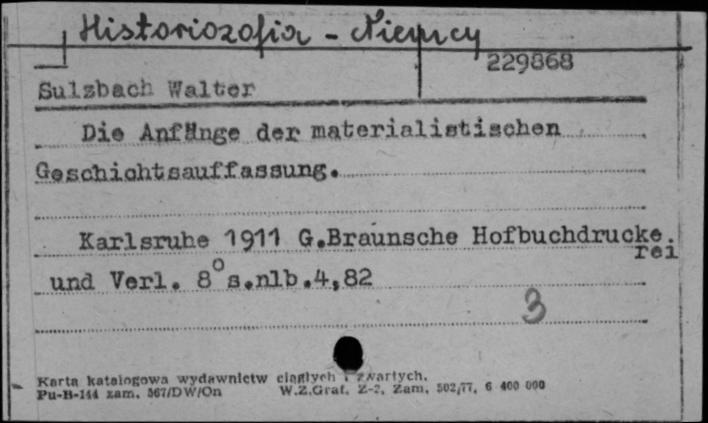 Historiozofia - Niemcy
229868
Sulzbach Walter
Die Anfänge der materialistischen
Geschichtsauffassung.
Karlsruhe 1911 G.Braunsche Hofbuchdrucke
rei
und Verl. 8° s.nlb.4,82
3
Karta katalogowa wydawnictw ciągłych i zwartych.
Pu-B-144 zam. 567/DW/On W.Z.Graf. Z-2, Zam. 502/77, 6 400 000